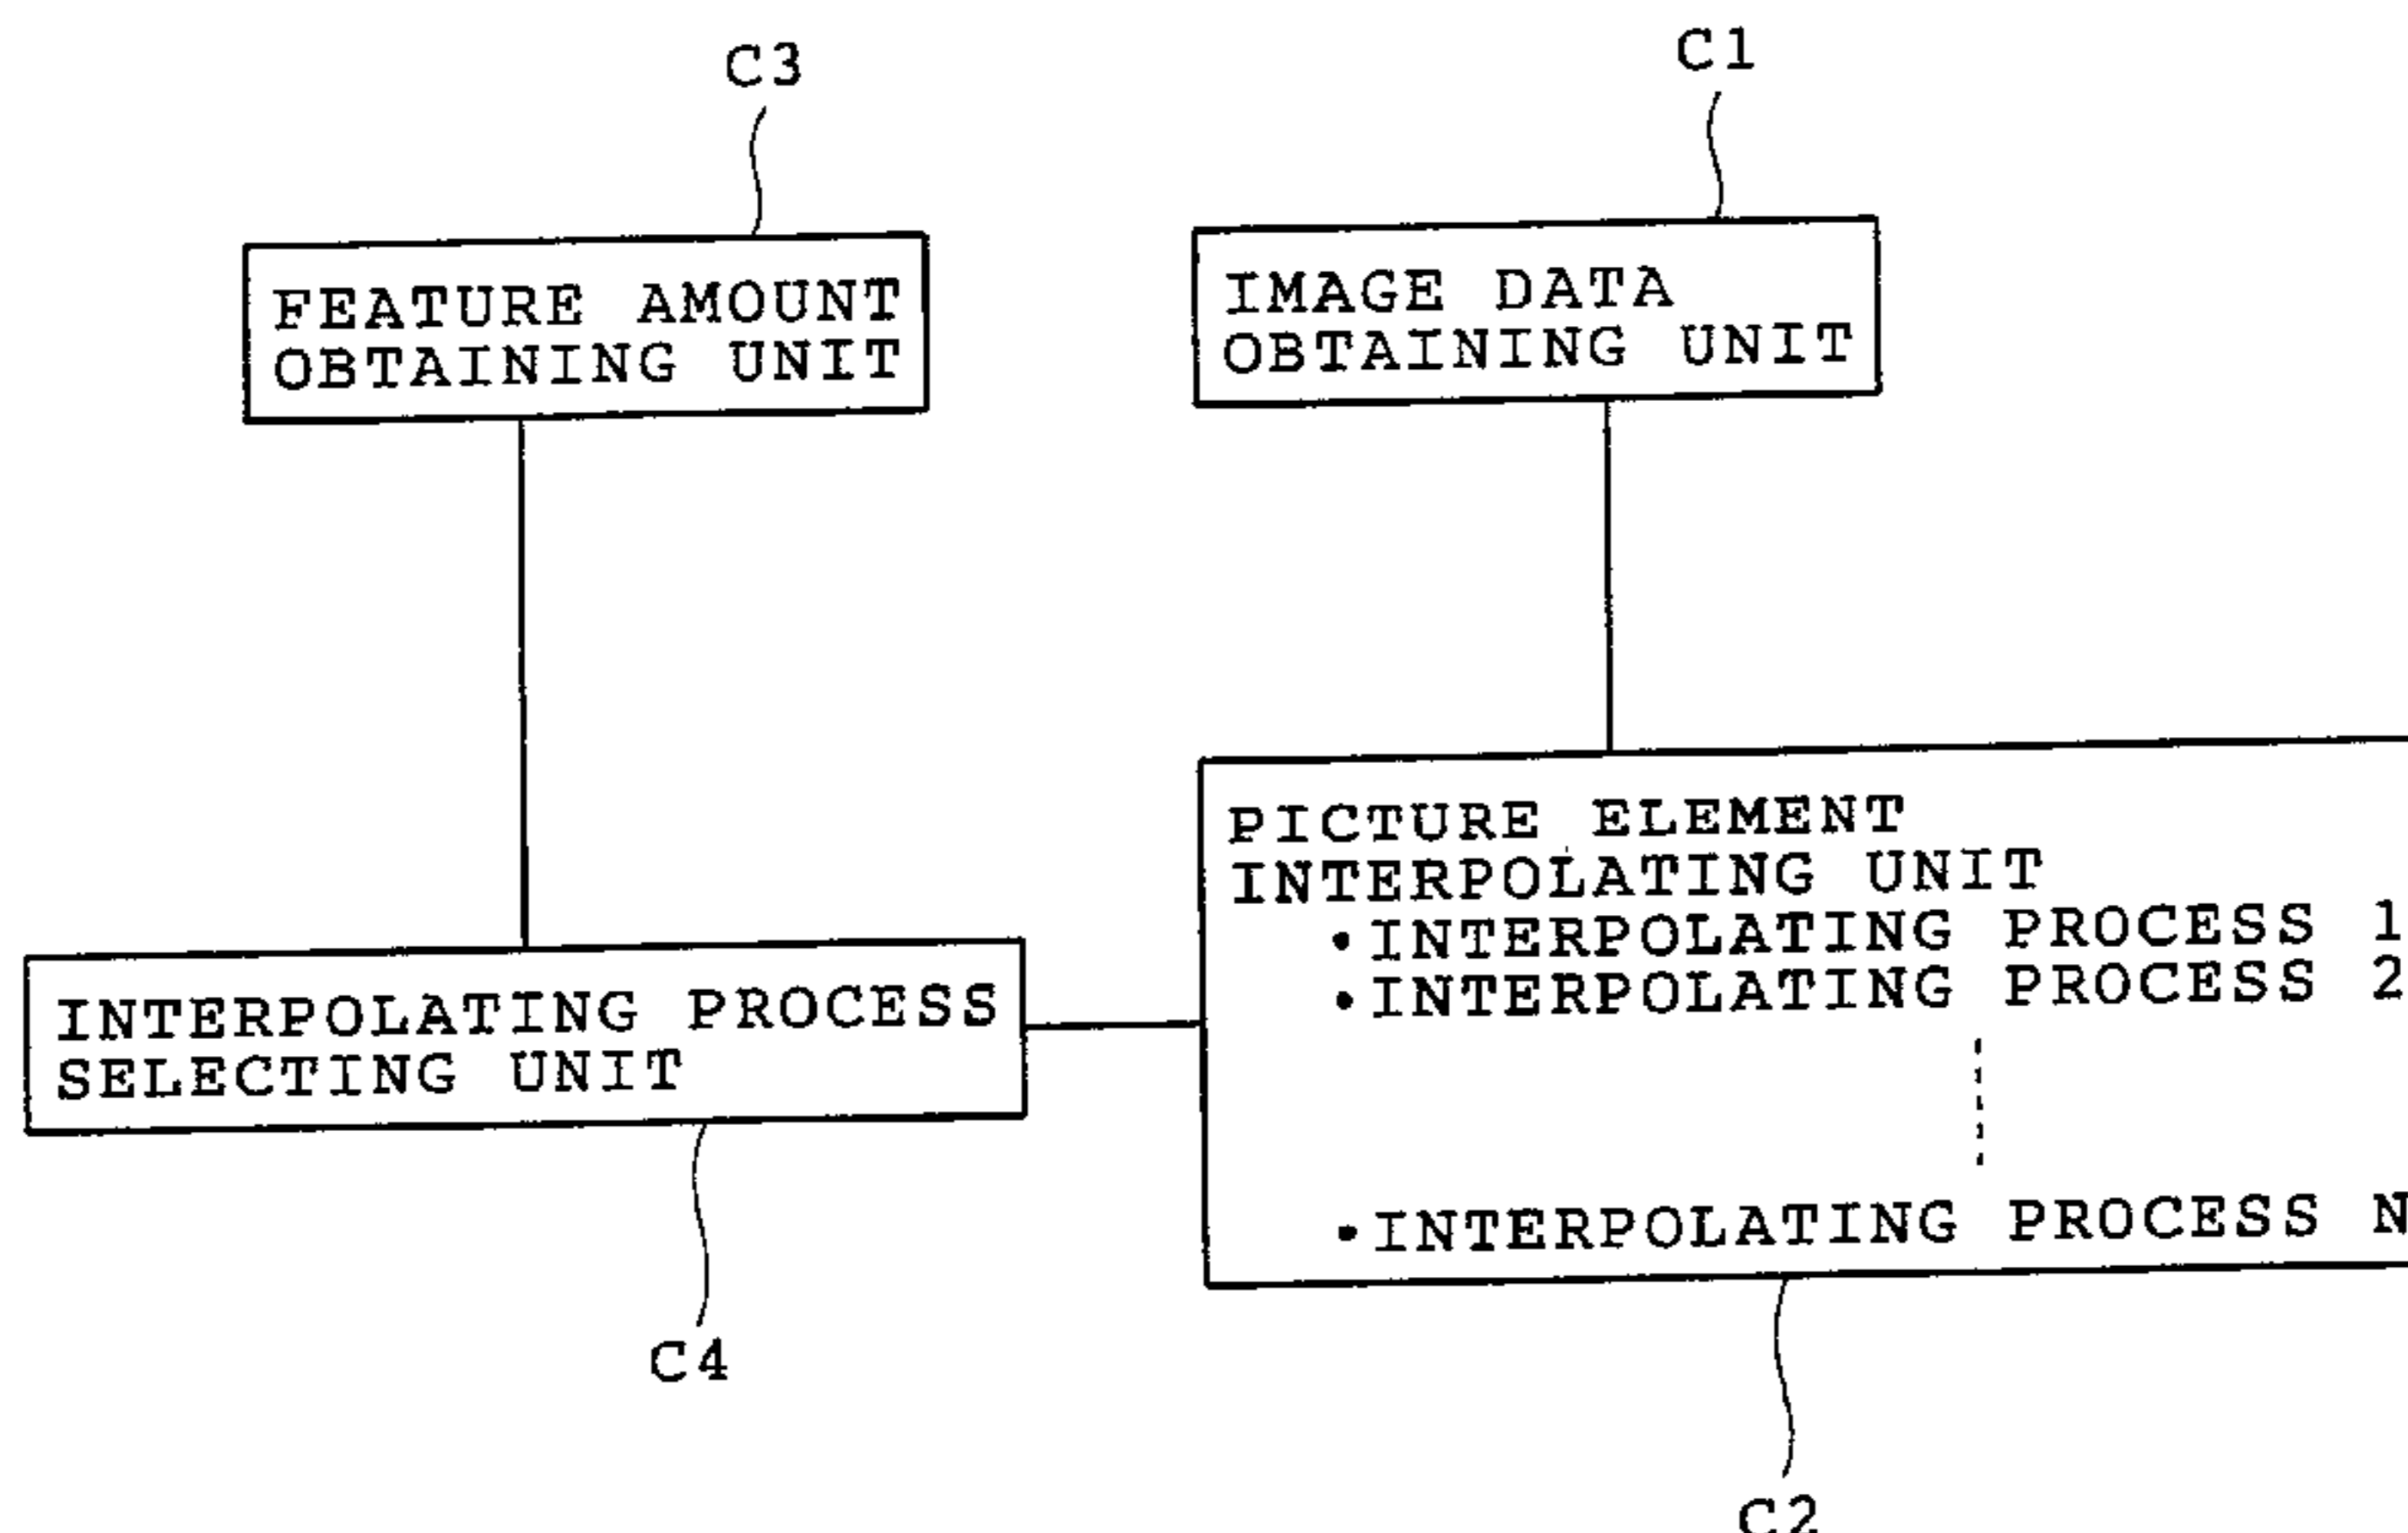 C3
C1
FEATURE AMOUNT
OBTAINING UNIT
IMAGE DATA
OBTAINING UNIT
PICTURE ELEMENT
INTERPOLATING UNIT
•INTERPOLATING PROCESS 1
•INTERPOLATING PROCESS 2
•INTERPOLATING PROCESS N
INTERPOLATING PROCESS
SELECTING UNIT
C4
C2